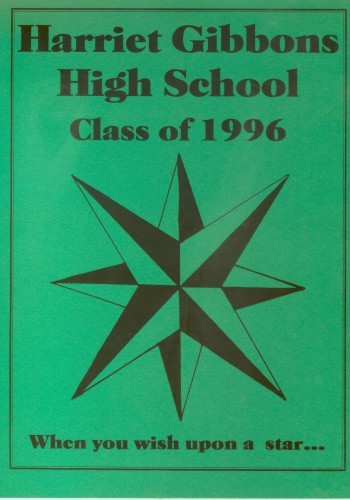 Harriet Gibbons
High School
Class of 1996
When you wish upon a star...